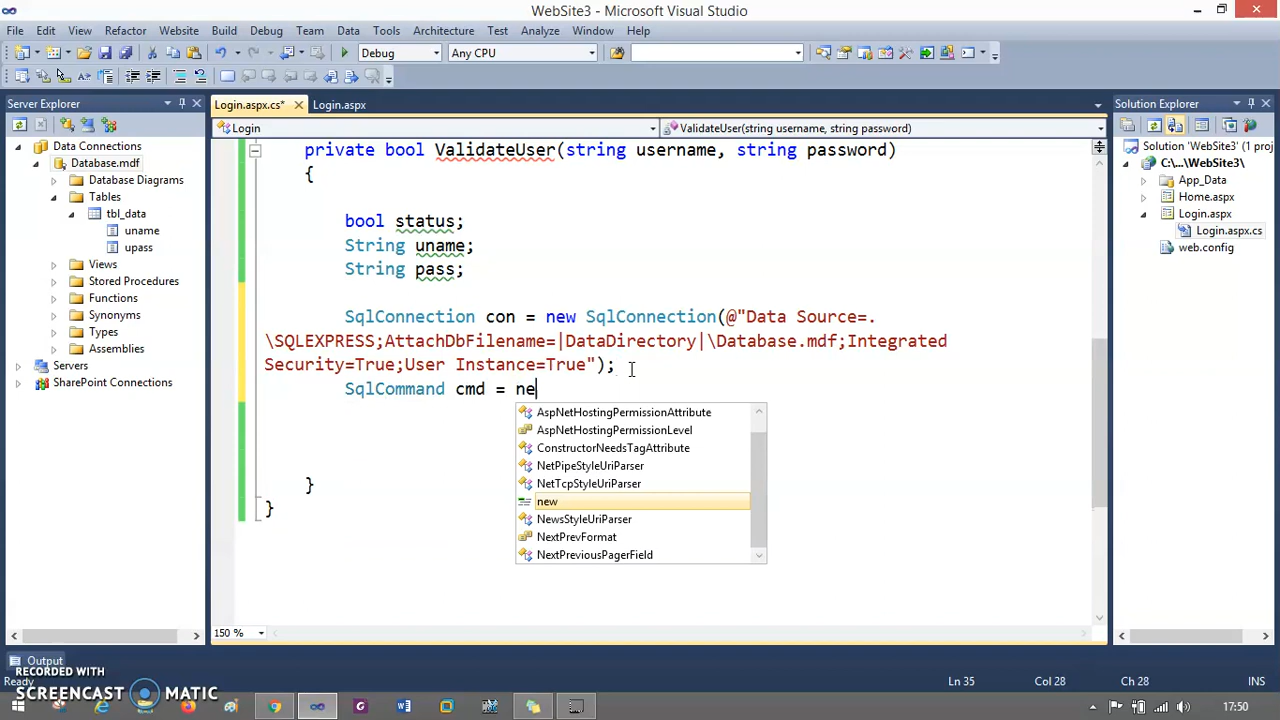 WebSite3 - Microsoft Visual Studio
File Edit View Refactor Website Build Debug Team Data Tools Architecture Test Analyze Window Help
Debug Any CPU
Server Explorer
Data Connections
Database.mdf
Database Diagrams
Tables
tbl_data
uname
upass
Views
Stored Procedures
Functions
Synonyms
Types
Assemblies
Servers
SharePoint Connections
Login.aspx.cs* Login.aspx
Login ValidateUser(string username, string password)
private bool ValidateUser(string username, string password)
{
bool status;
String uname;
String pass;
SqlConnection con = new SqlConnection(@"Data Source=.
\SQLEXPRESS;AttachDbFilename=|DataDirectory|\Database.mdf;Integrated
Security=True;User Instance=True");
SqlCommand cmd = ne
AspNetHostingPermissionAttribute
AspNetHostingPermissionLevel
ConstructorNeedsTagAttribute
NetPipeStyleUriParser
NetTcpStyleUriParser
new
NewsStyleUriParser
NextPrevFormat
NextPreviousPagerField
}
}
150 %
Solution Explorer
Solution 'WebSite3' (1 proj
C:\...\WebSite3\
App_Data
Home.aspx
Login.aspx
Login.aspx.cs
web.config
Output
Ready Ln 35 Col 28 Ch 28 INS
RECORDED WITH
SCREENCAST MATIC
17:50